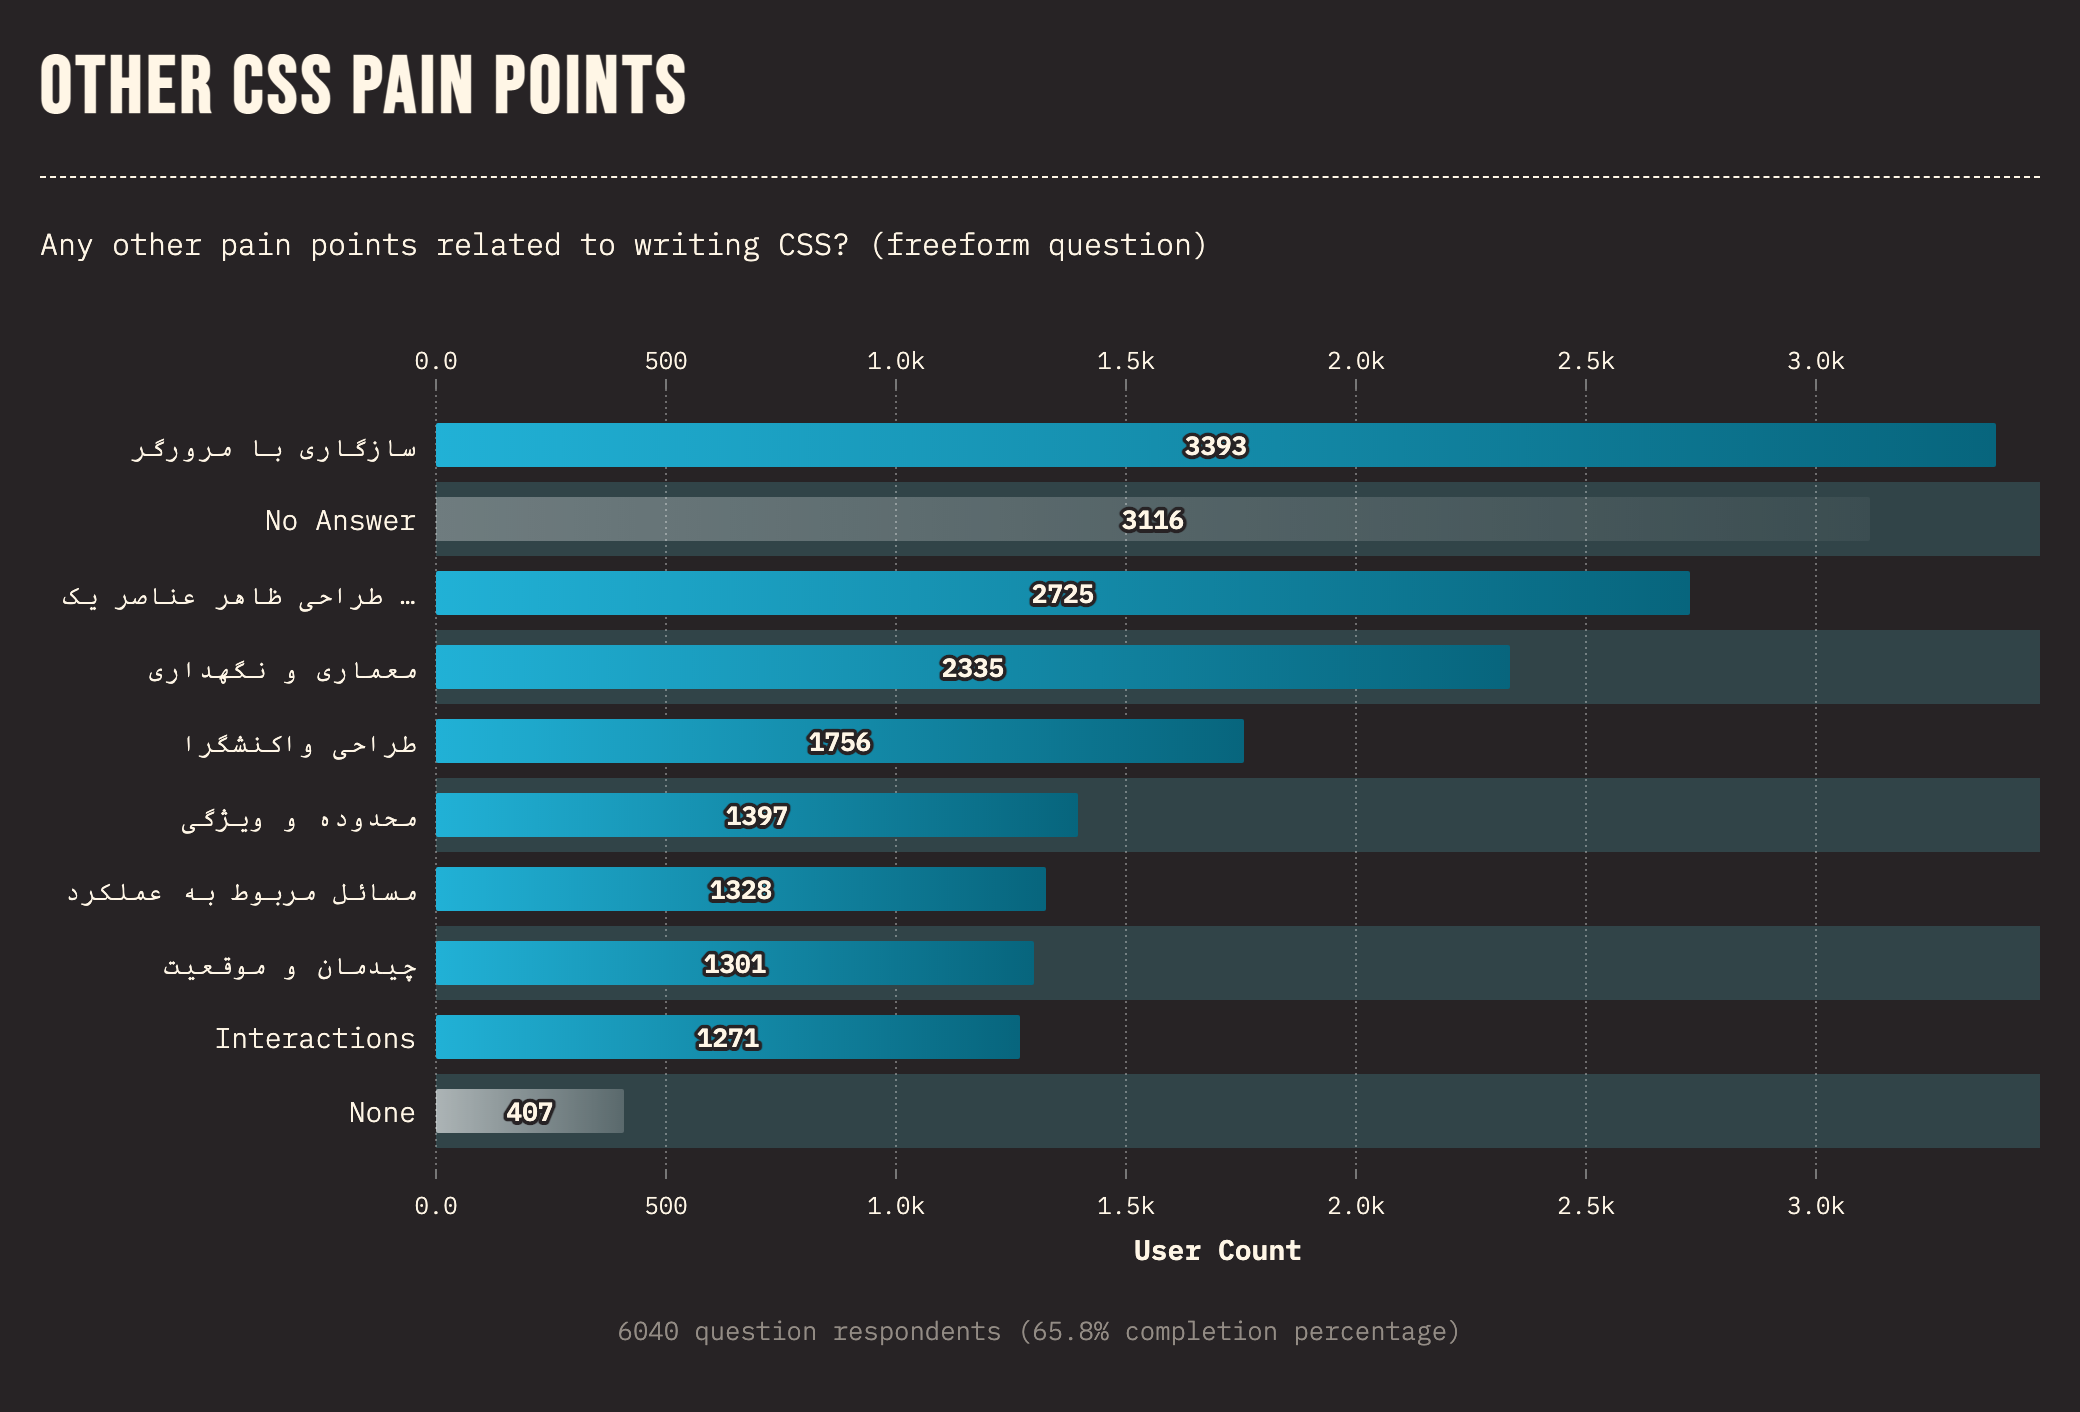 OTHER CSS PAIN POINTS
Any other pain points related to writing CSS? (freeform question)
0.0 500 1.0k 1.5k 2.0k 2.5k 3.0k
سازگاری با مرورگر 3393
No Answer 3116
طراحی ظاهر عناصر یک … 2725
معماری و نگهداری 2335
طراحی واکنشگرا 1756
محدوده و ویژگی 1397
مسائل مربوط به عملکرد 1328
چیدمان و موقعیت 1301
Interactions 1271
None 407
0.0 500 1.0k 1.5k 2.0k 2.5k 3.0k
User Count
6040 question respondents (65.8% completion percentage)